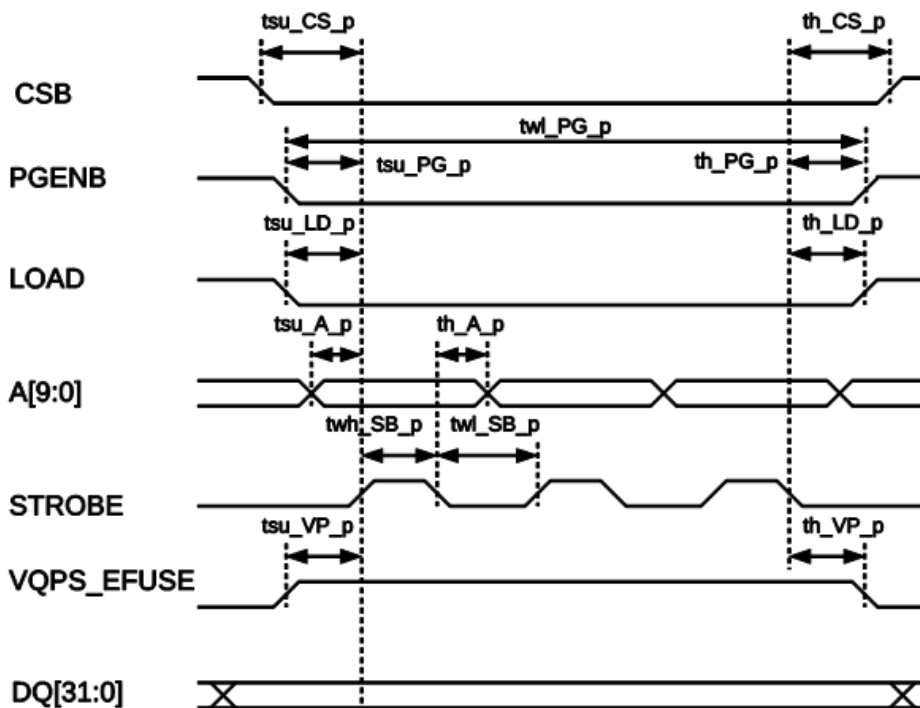 tsu_CS_p th_CS_p
CSB
twl_PG_p
tsu_PG_p th_PG_p
PGENB
tsu_LD_p th_LD_p
LOAD
tsu_A_p th_A_p
A[9:0]
twh_SB_p twl_SB_p
STROBE
tsu_VP_p th_VP_p
VQPS_EFUSE
DQ[31:0]